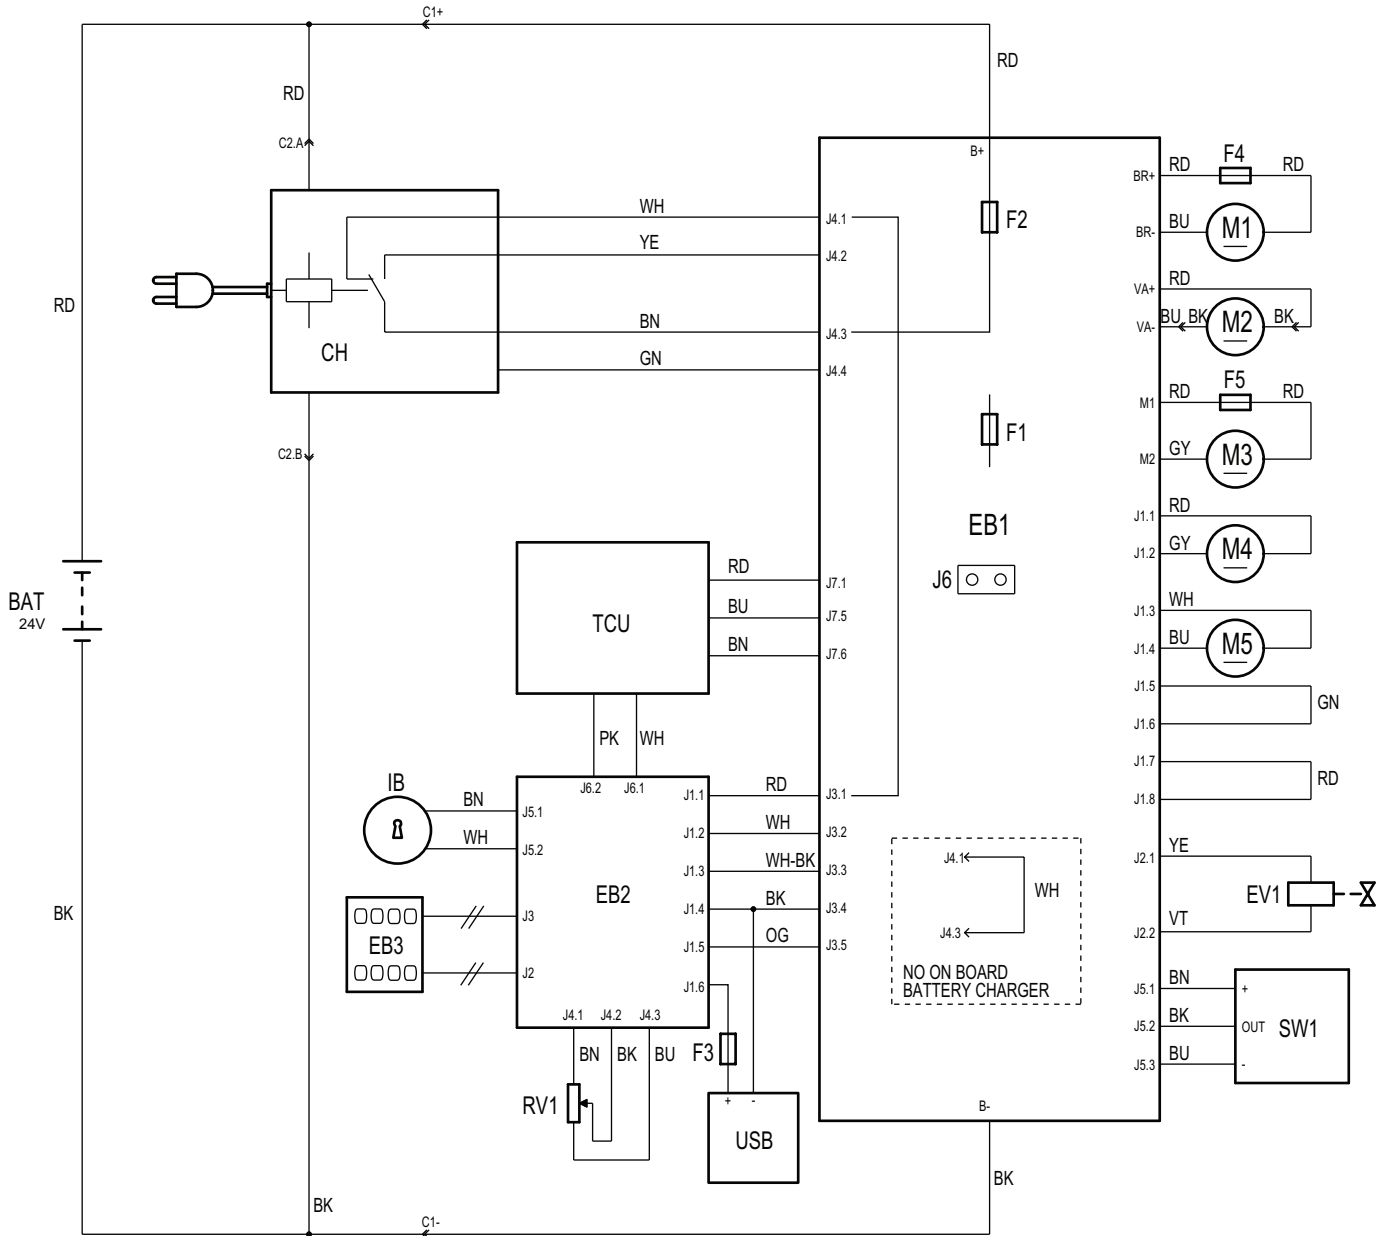 C1+
RD
RD
C2.A
B+
BR+
RD
F4
RD
WH
J4.1
F2
BR-
BU
M1
YE
J4.2
RD
VA+
RD
BN
J4.3
VA-
BU
BK
M2
BK
CH
GN
J4.4
M1
RD
F5
RD
C2.B
F1
M2
GY
M3
J1.1
RD
EB1
J1.2
GY
M4
BAT
24V
TCU
RD
J7.1
J6
BU
J7.5
J1.3
WH
BN
J7.6
J1.4
BU
M5
J1.5
GN
J1.6
PK
WH
J1.7
RD
J1.8
IB
J6.2
J6.1
J1.1
RD
J3.1
BN
J5.1
J1.2
WH
J3.2
WH
J5.2
J1.3
WH-BK
J3.3
J4.1
J2.1
YE
EB2
WH
EV1
BK
J3
J1.4
BK
J3.4
J4.3
J2.2
VT
EB3
J1.5
OG
J3.5
J2
J1.6
NO ON BOARD
BATTERY CHARGER
J5.1
BN
+
J4.1
J4.2
J4.3
J5.2
BK
OUT
SW1
BN
BK
BU
F3
J5.3
BU
-
RV1
+
-
USB
B-
BK
BK
C1-